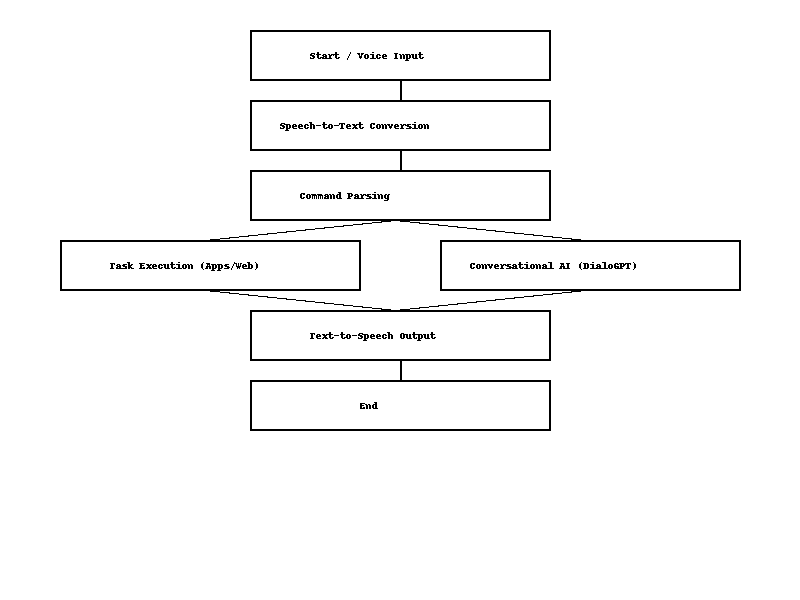 Start / Voice Input
Speech-to-Text Conversion
Command Parsing
Task Execution (Apps/Web)
Conversational AI (DialoGPT)
Text-to-Speech Output
End